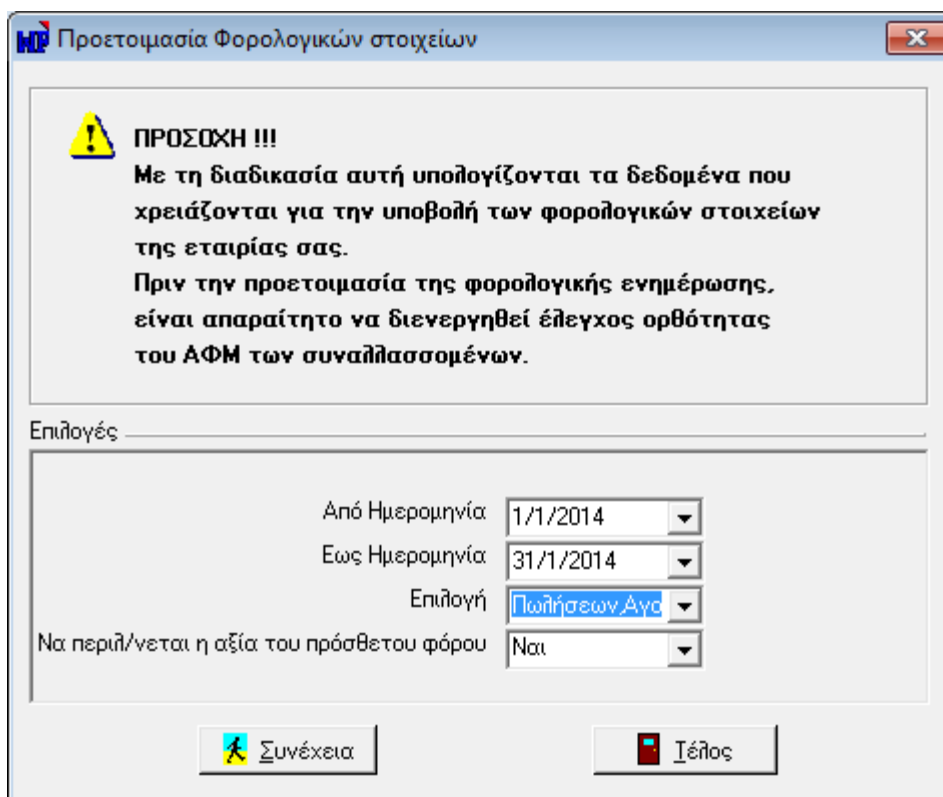 Προετοιμασία Φορολογικών στοιχείων
ΠΡΟΣΟΧΗ !!!
Με τη διαδικασία αυτή υπολογίζονται τα δεδομένα που
χρειάζονται για την υποβολή των φορολογικών στοιχείων
της εταιρίας σας.
Πριν την προετοιμασία της φορολογικής ενημέρωσης,
είναι απαραίτητο να διενεργηθεί έλεγχος ορθότητας
του ΑΦΜ των συναλλασσομένων.
Επιλογές
Από Ημερομηνία 1/1/2014
Εως Ημερομηνία 31/1/2014
Επιλογή Πωλήσεων,Αγο
Να περιλ/νεται η αξία του πρόσθετου φόρου Ναι
Συνέχεια Τέλος